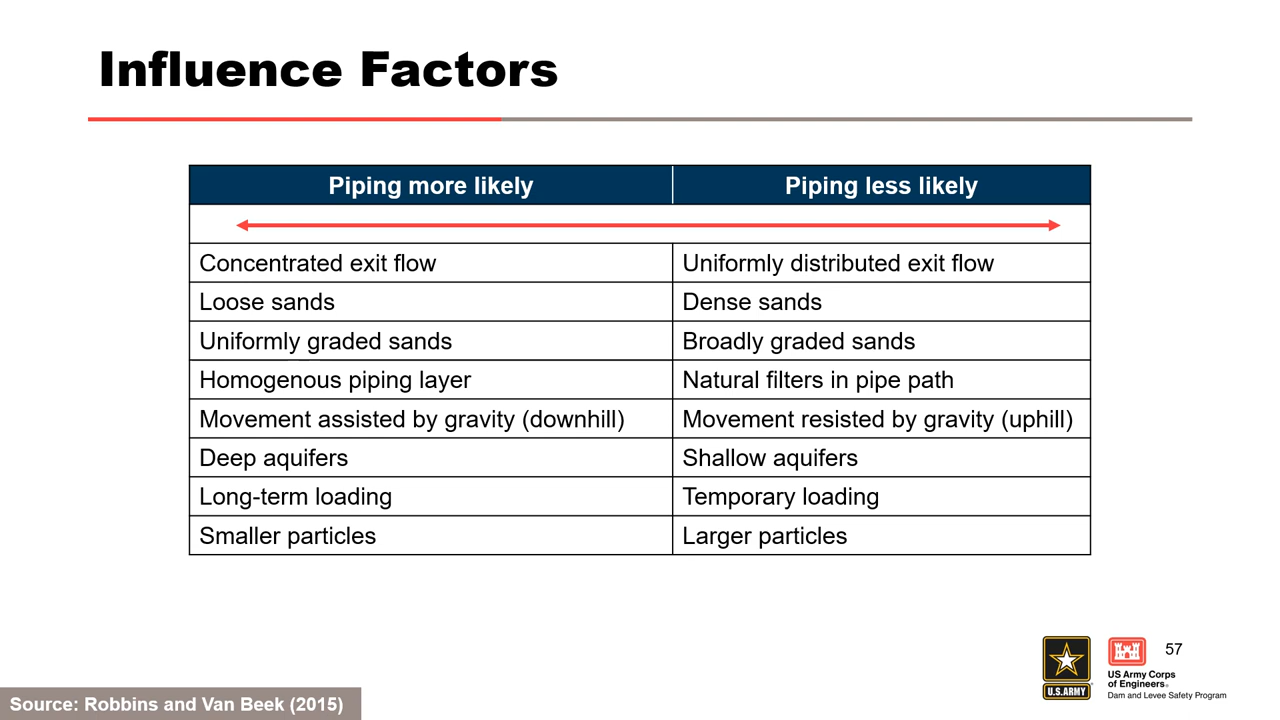 Influence Factors
Piping more likely
Piping less likely
Concentrated exit flow
Uniformly distributed exit flow
Loose sands
Dense sands
Uniformly graded sands
Broadly graded sands
Homogenous piping layer
Natural filters in pipe path
Movement assisted by gravity (downhill)
Movement resisted by gravity (uphill)
Deep aquifers
Shallow aquifers
Long-term loading
Temporary loading
Smaller particles
Larger particles
57
U.S. ARMY
US Army Corps
of Engineers®
Dam and Levee Safety Program
Source: Robbins and Van Beek (2015)